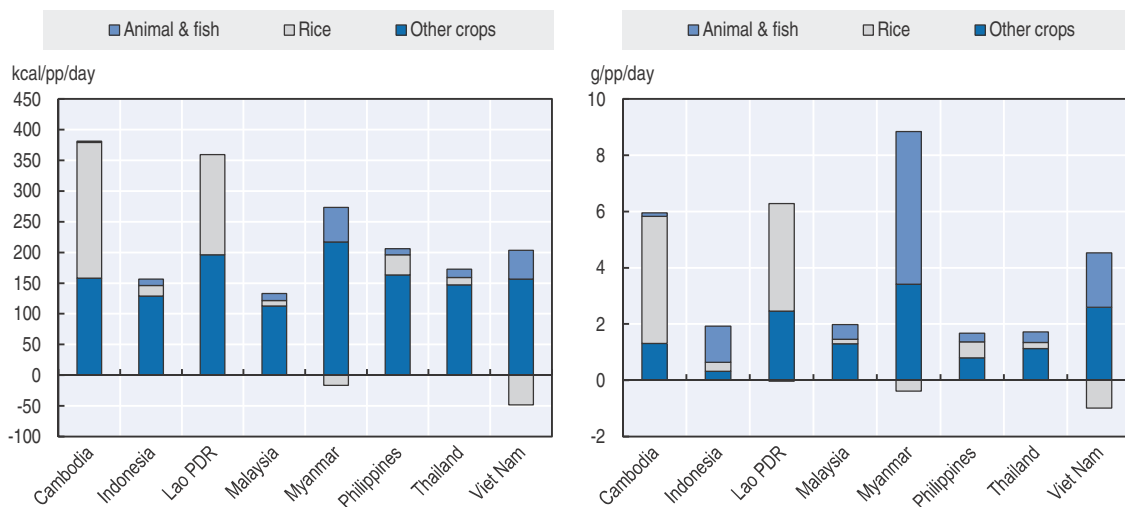 Animal & fish Rice Other crops
kcal/pp/day
450
400
350
300
250
200
150
100
50
0
-50
-100
Cambodia
Indonesia
Lao PDR
Malaysia
Myanmar
Philippines
Thailand
Viet Nam
Animal & fish Rice Other crops
g/pp/day
10
8
6
4
2
0
-2
Cambodia
Indonesia
Lao PDR
Malaysia
Myanmar
Philippines
Thailand
Viet Nam